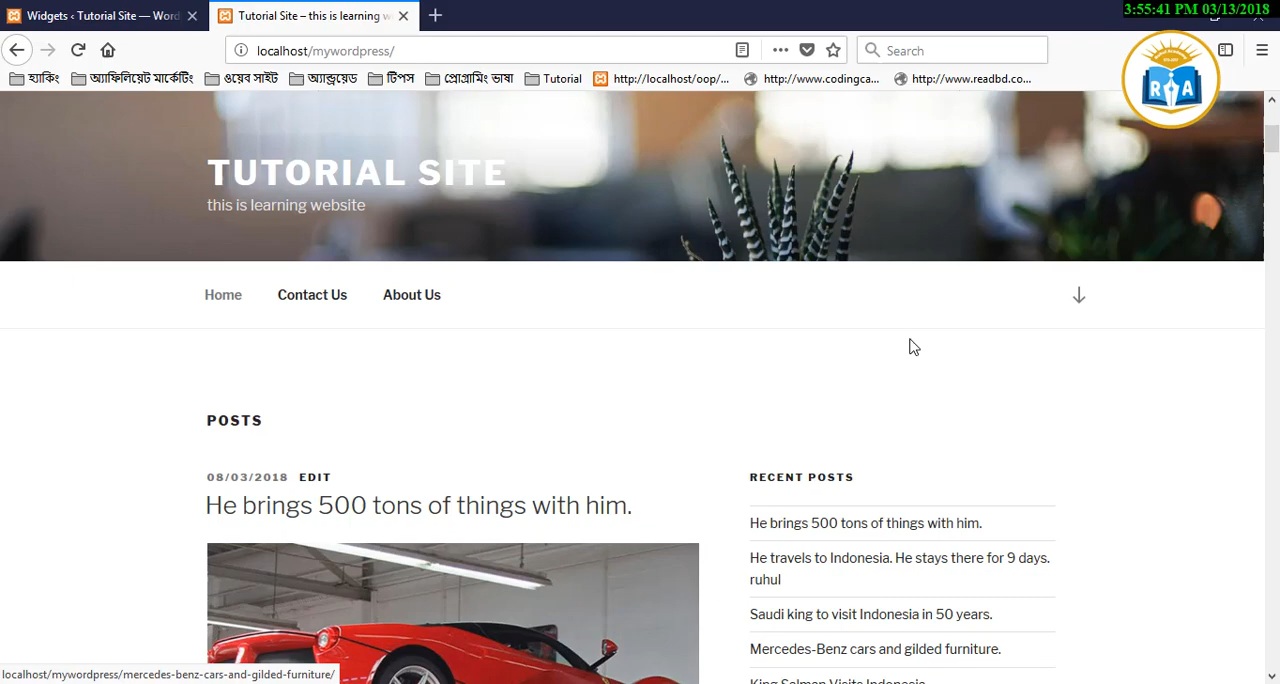 Widgets ‹ Tutorial Site — Word
Tutorial Site – this is learning w
3:55:41 PM 03/13/2018
localhost/mywordpress/
Search
হ্যাকিং
অ্যাফিলিয়েট মার্কেটিং
ওয়েব সাইট
অ্যান্ড্রয়েড
টিপস
প্রোগ্রামিং ভাষা
Tutorial
http://localhost/oop/...
http://www.codingca...
http://www.readbd.co...
R A
TUTORIAL SITE
this is learning website
Home
Contact Us
About Us
POSTS
08/03/2018 EDIT
He brings 500 tons of things with him.
RECENT POSTS
He brings 500 tons of things with him.
He travels to Indonesia. He stays there for 9 days.
ruhul
Saudi king to visit Indonesia in 50 years.
Mercedes-Benz cars and gilded furniture.
King Salman Visits Indonesia
localhost/mywordpress/mercedes-benz-cars-and-gilded-furniture/